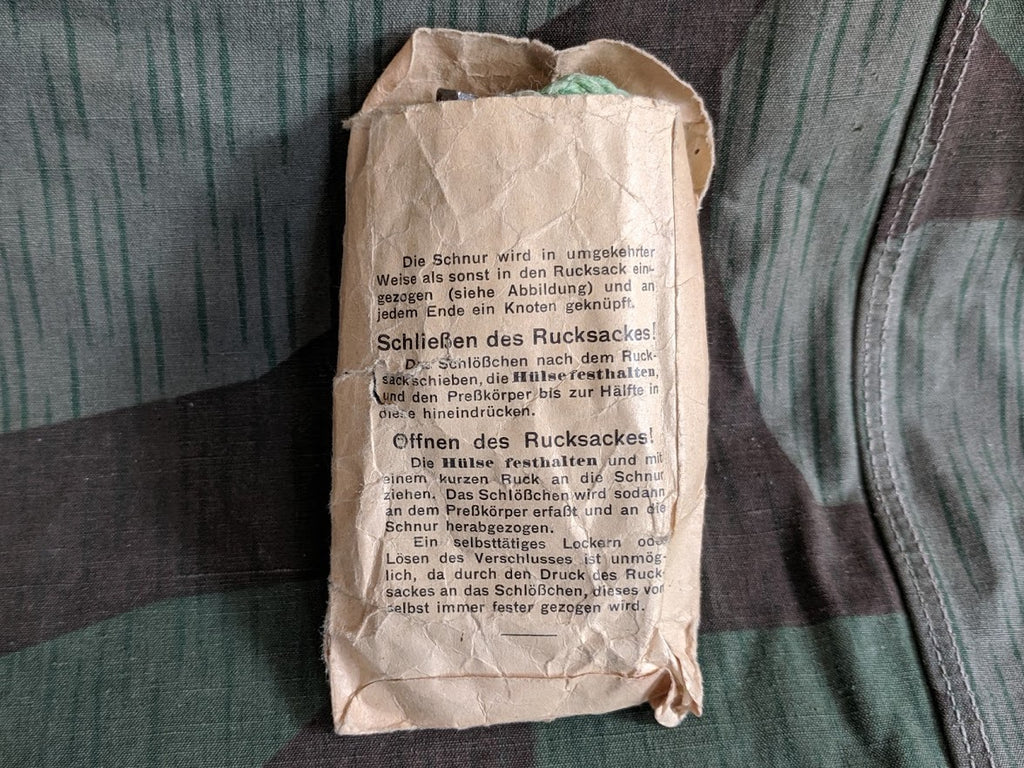 Die Schnur wird in umgekehrter
Weise als sonst in den Rucksack ein-
gezogen (siehe Abbildung) und an
jedem Ende ein Knoten geknüpft.
Schließen des Rucksackes!
Das Schlößchen nach dem Ruck-
sack schieben, die Hülse festhalten,
und den Preßkörper bis zur Hälfte in
diese hineindrücken.
Öffnen des Rucksackes!
Die Hülse festhalten und mit
einem kurzen Ruck an die Schnur
ziehen. Das Schlößchen wird sodann
an dem Preßkörper erfaßt und an die
Schnur herabgezogen.
Ein selbsttätiges Lockern oder
Lösen des Verschlusses ist unmög-
lich, da durch den Druck des Ruck-
sackes an das Schlößchen, dieses von
selbst immer fester gezogen wird.